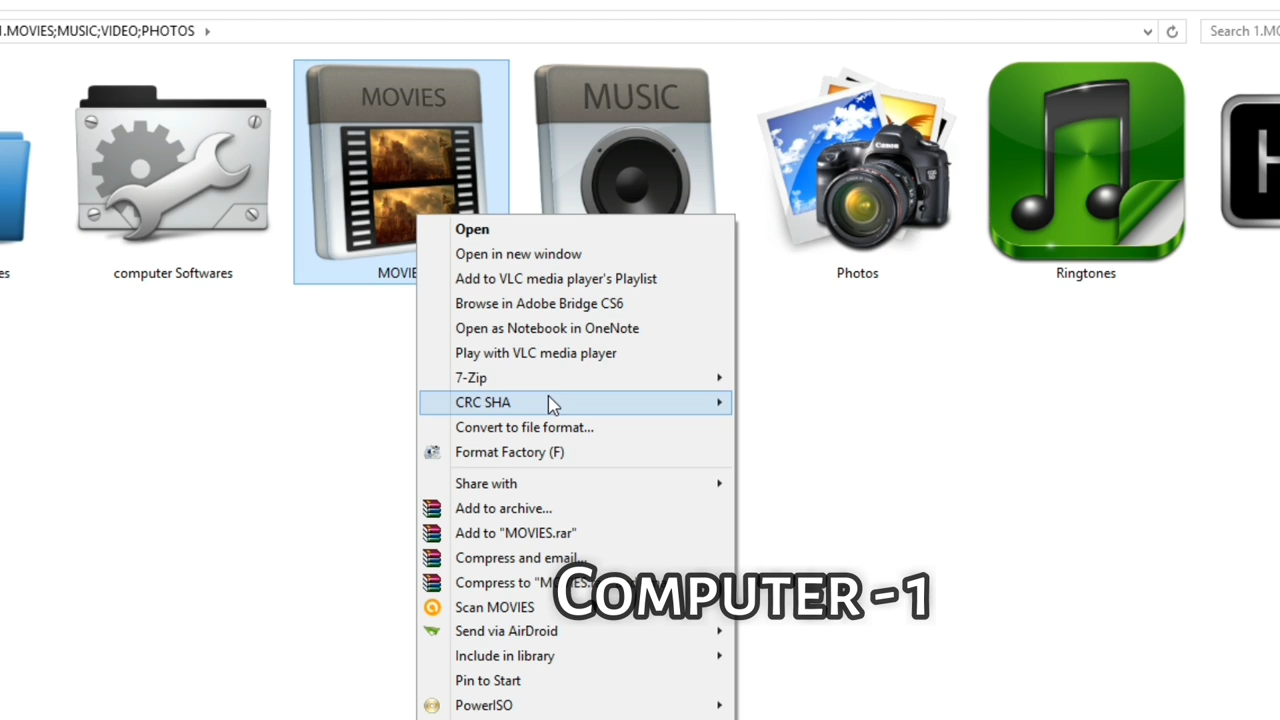 1.MOVIES;MUSIC;VIDEO;PHOTOS
Search 1.MO
MOVIES
MUSIC
Canon
H
es
computer Softwares
MOVIE
Photos
Ringtones
Open
Open in new window
Add to VLC media player's Playlist
Browse in Adobe Bridge CS6
Open as Notebook in OneNote
Play with VLC media player
7-Zip
CRC SHA
Convert to file format...
Format Factory (F)
Share with
Add to archive...
Add to "MOVIES.rar"
Compress and email...
Compress to "MOVIES.
Computer -1
Scan MOVIES
Send via AirDroid
Include in library
Pin to Start
PowerISO